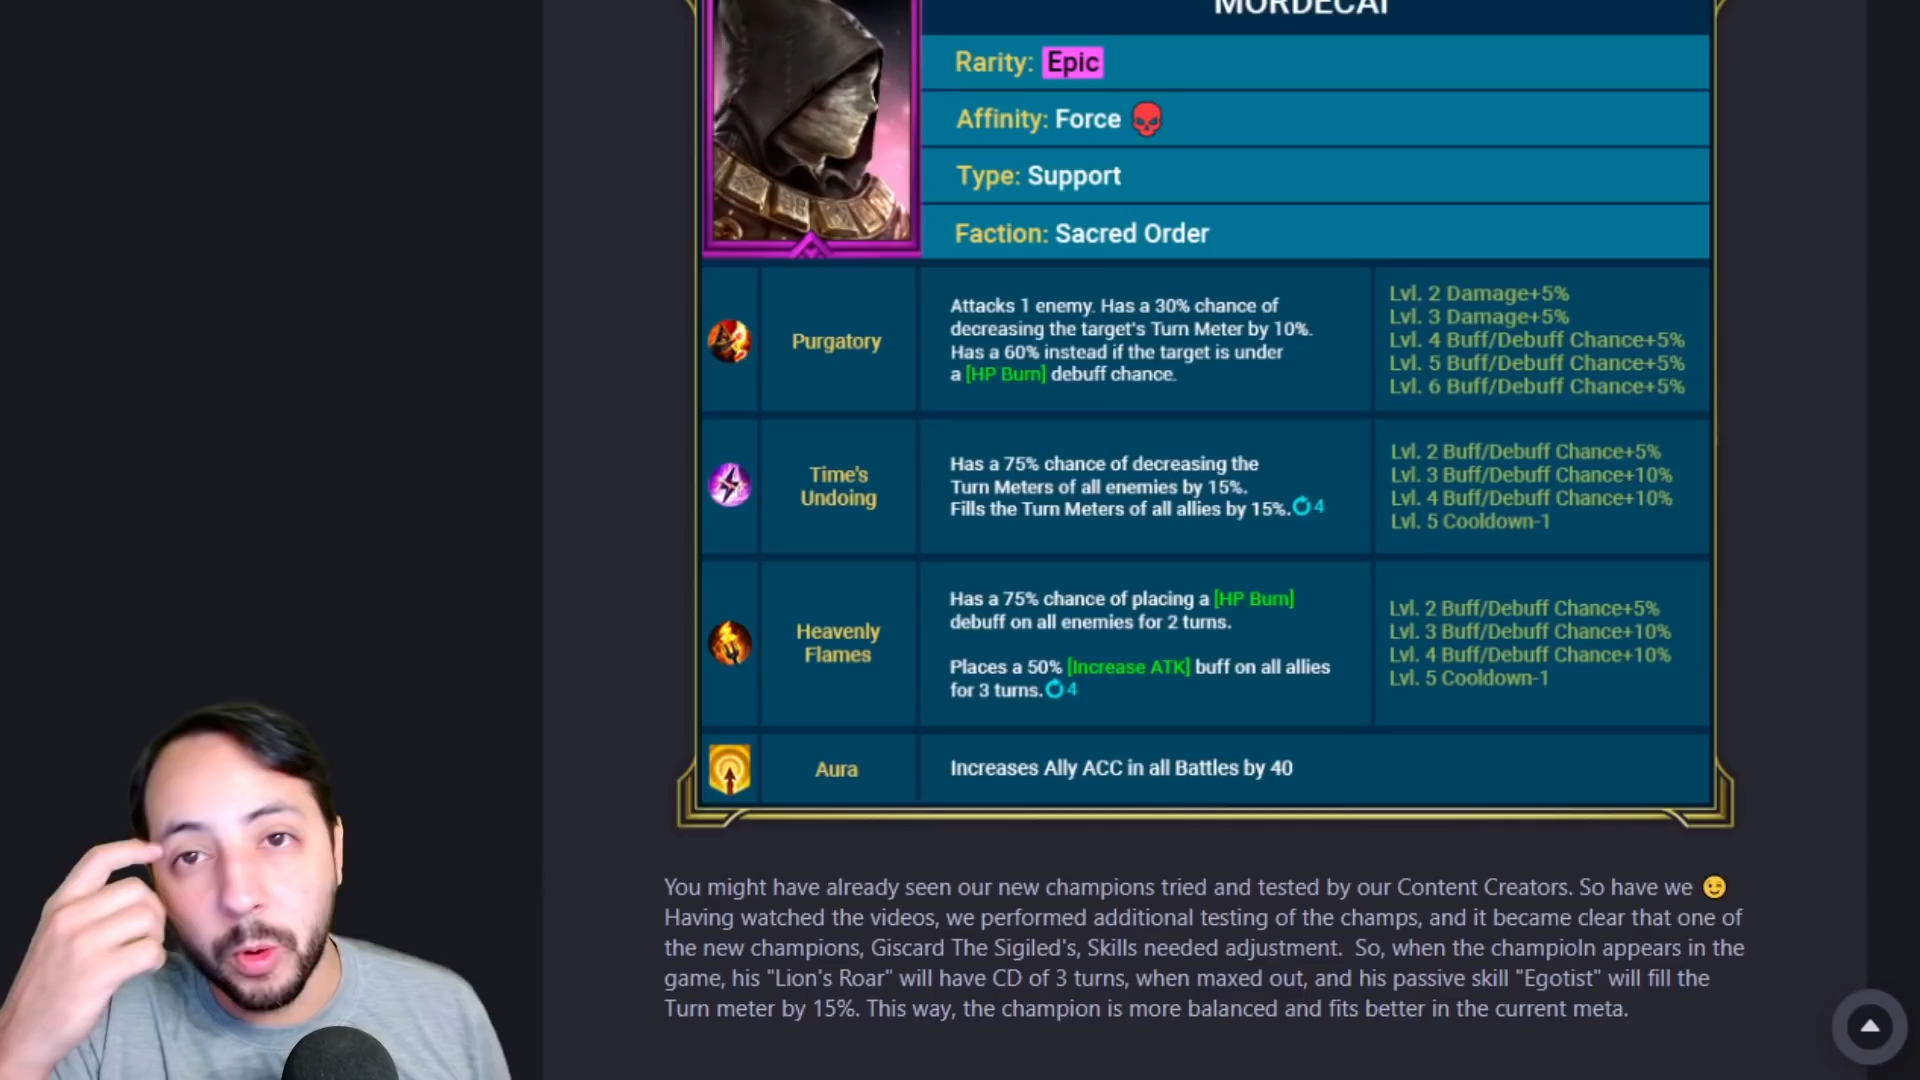 MORDECAI
Rarity: Epic
Affinity: Force
Type: Support
Faction: Sacred Order
Purgatory
Attacks 1 enemy. Has a 30% chance of
decreasing the target's Turn Meter by 10%.
Has a 60% instead if the target is under
a [HP Burn] debuff chance.
Lvl. 2 Damage+5%
Lvl. 3 Damage+5%
Lvl. 4 Buff/Debuff Chance+5%
Lvl. 5 Buff/Debuff Chance+5%
Lvl. 6 Buff/Debuff Chance+5%
Time's
Undoing
Has a 75% chance of decreasing the
Turn Meters of all enemies by 15%.
Fills the Turn Meters of all allies by 15%. 4
Lvl. 2 Buff/Debuff Chance+5%
Lvl. 3 Buff/Debuff Chance+10%
Lvl. 4 Buff/Debuff Chance+10%
Lvl. 5 Cooldown-1
Heavenly
Flames
Has a 75% chance of placing a [HP Burn]
debuff on all enemies for 2 turns.
Places a 50% [Increase ATK] buff on all allies
for 3 turns. 4
Lvl. 2 Buff/Debuff Chance+5%
Lvl. 3 Buff/Debuff Chance+10%
Lvl. 4 Buff/Debuff Chance+10%
Lvl. 5 Cooldown-1
Aura
Increases Ally ACC in all Battles by 40
You might have already seen our new champions tried and tested by our Content Creators. So have we 😉
Having watched the videos, we performed additional testing of the champs, and it became clear that one of
the new champions, Giscard The Sigiled's, Skills needed adjustment. So, when the champioIn appears in the
game, his "Lion's Roar" will have CD of 3 turns, when maxed out, and his passive skill "Egotist" will fill the
Turn meter by 15%. This way, the champion is more balanced and fits better in the current meta.